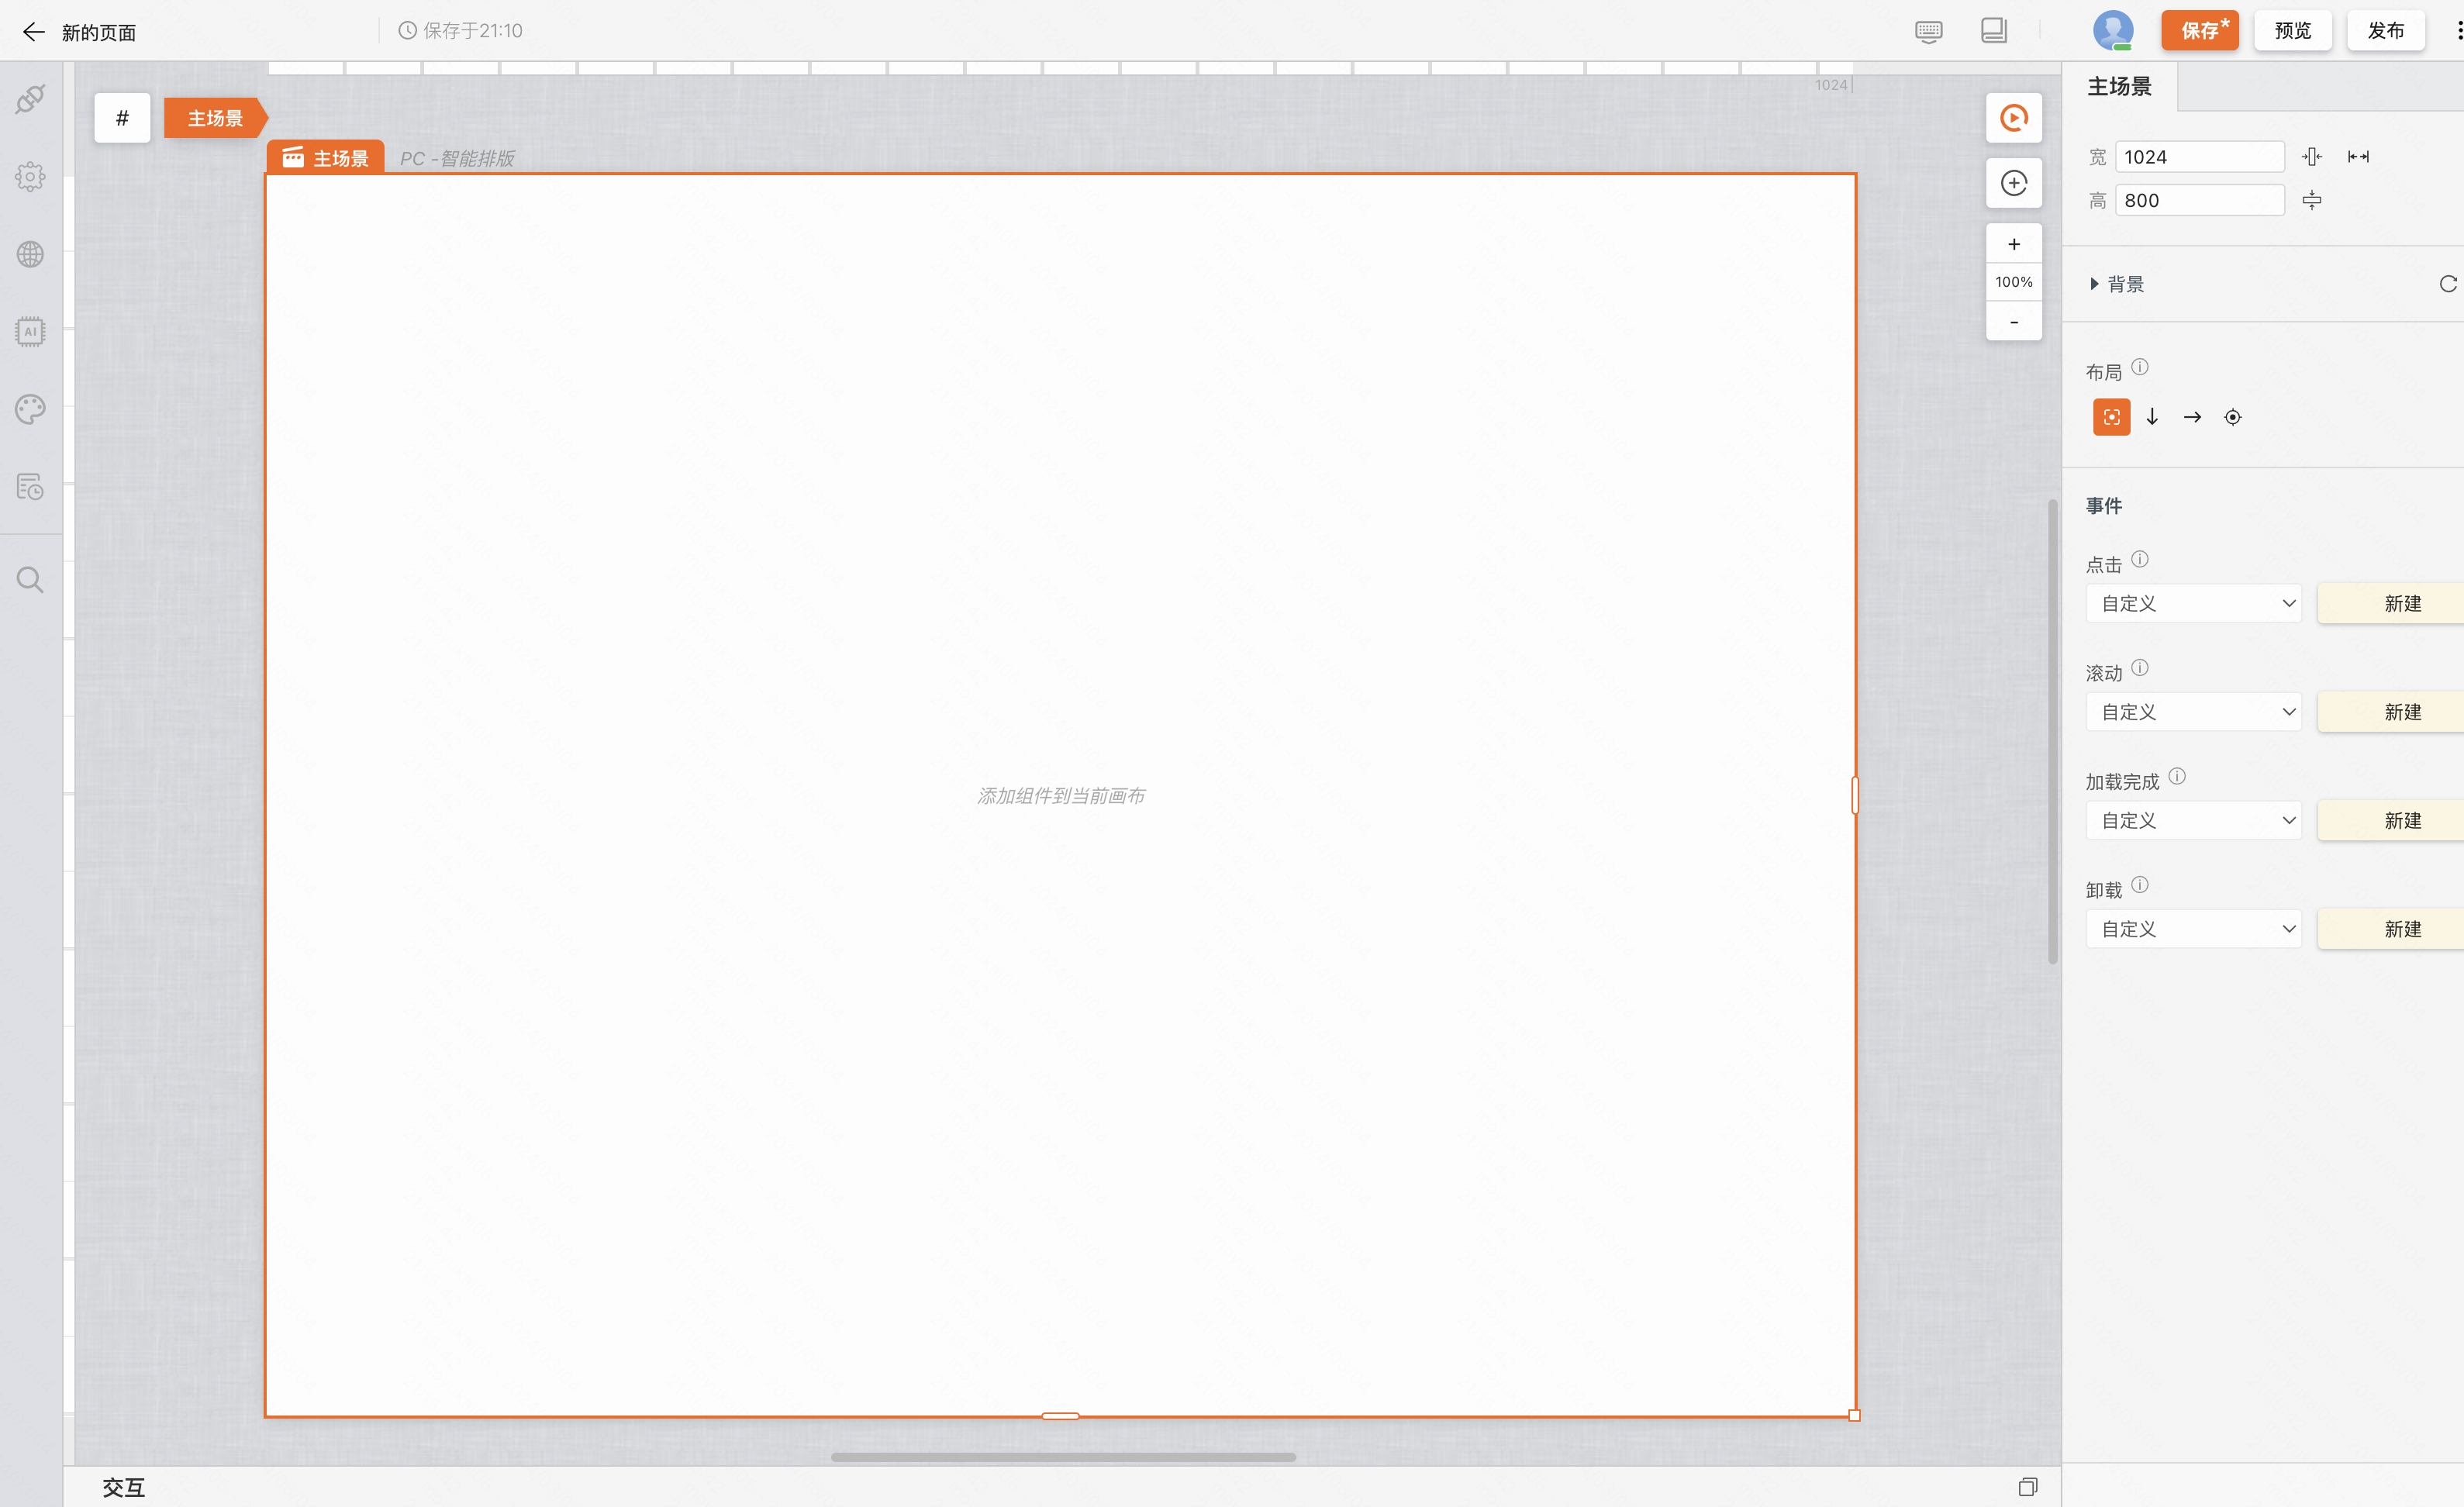 新的页面
保存于21:10
保存*
预览
发布
#
主场景
主场景
PC -智能排版
1024
+
100%
-
添加组件到当前画布
交互
AI
主场景
宽 1024
高 800
背景
布局
事件
点击
自定义 新建
滚动
自定义 新建
加载完成
自定义 新建
卸载
自定义 新建